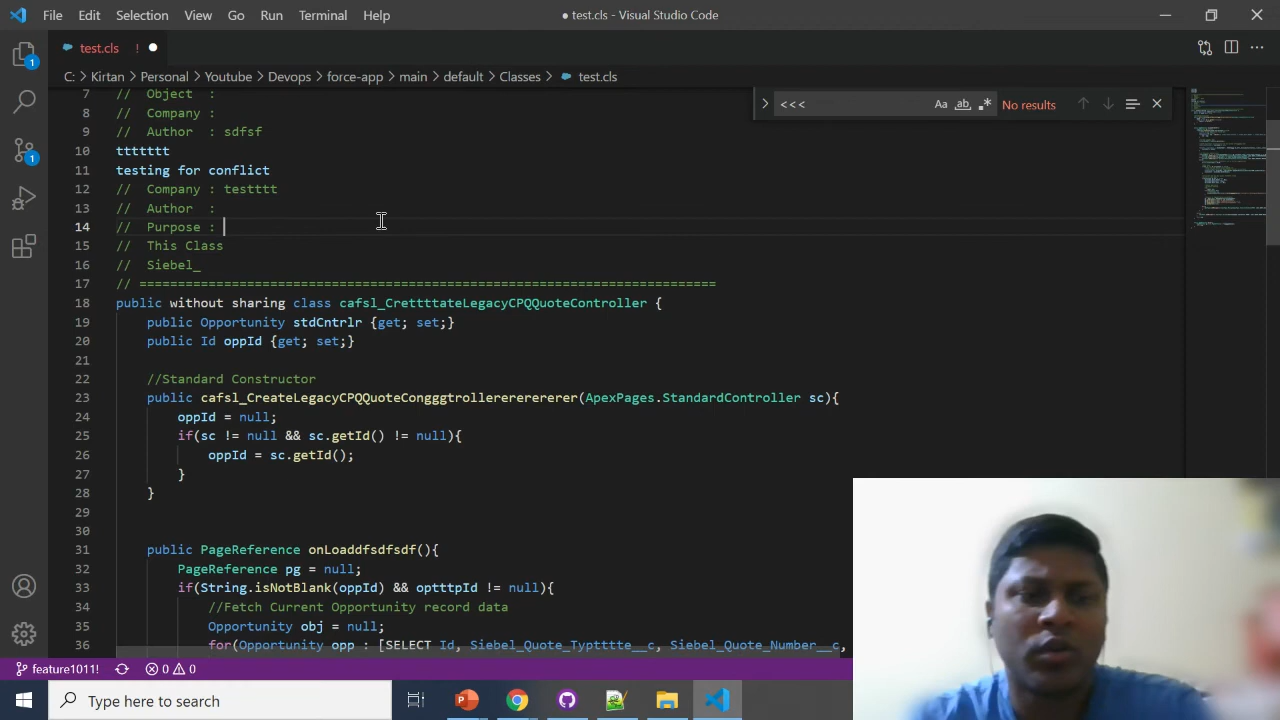 File Edit Selection View Go Run Terminal Help
● test.cls - Visual Studio Code
test.cls ! ●
C: > Kirtan > Personal > Youtube > Devops > force-app > main > default > Classes > test.cls
<<< Aa ab No results
7 // Object :
8 // Company :
9 // Author : sdfsf
10 ttttttt
11 testing for conflict
12 // Company : testttt
13 // Author :
14 // Purpose :
15 // This Class
16 // Siebel_
17 // ===========================================================================
18 public without sharing class cafsl_CrettttateLegacyCPQQuoteController {
19 public Opportunity stdCntrlr {get; set;}
20 public Id oppId {get; set;}
21
22 //Standard Constructor
23 public cafsl_CreateLegacyCPQQuoteCongggtrollerererererer(ApexPages.StandardController sc){
24 oppId = null;
25 if(sc != null && sc.getId() != null){
26 oppId = sc.getId();
27 }
28 }
29
30
31 public PageReference onLoaddfsdfsdf(){
32 PageReference pg = null;
33 if(String.isNotBlank(oppId) && optttpId != null){
34 //Fetch Current Opportunity record data
35 Opportunity obj = null;
36 for(Opportunity opp : [SELECT Id, Siebel_Quote_Typtttte__c, Siebel_Quote_Number__c,
1
1
feature1011! 0 0
Type here to search